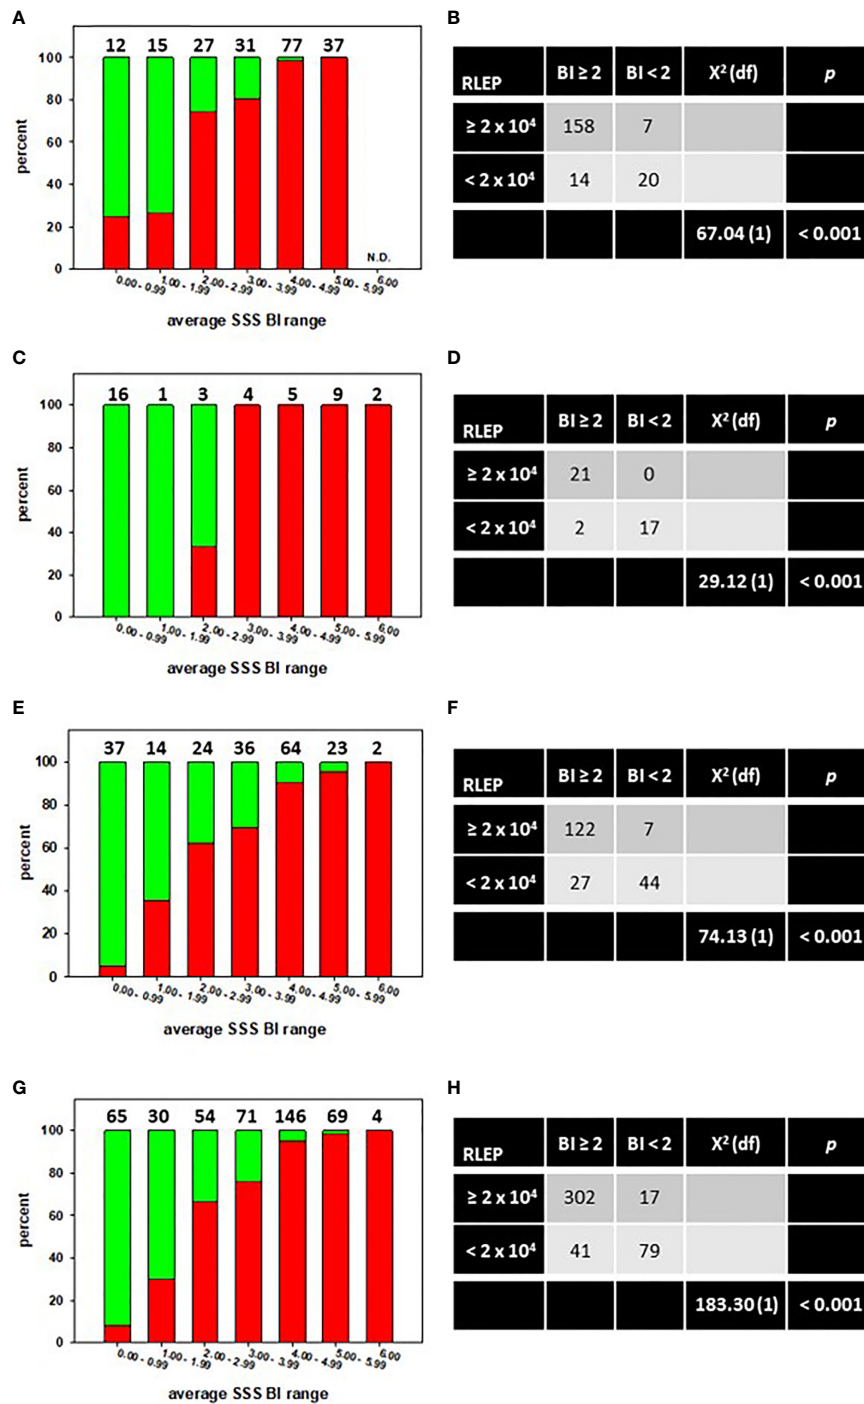 A
12 15 27 31 77 37
100
80
60
40
20
0
percent
N.D.
0.00 - 0.99 1.00 - 1.99 2.00 - 2.99 3.00 - 3.99 4.00 - 4.99 5.00 - 5.99 6.00
average SSS BI range
B
RLEP BI ≥ 2 BI < 2 X² (df) p
≥ 2 x 10⁴ 158 7
< 2 x 10⁴ 14 20
67.04 (1) < 0.001
C
16 1 3 4 5 9 2
100
80
60
40
20
0
percent
0.00 - 0.99 1.00 - 1.99 2.00 - 2.99 3.00 - 3.99 4.00 - 4.99 5.00 - 5.99 6.00
average SSS BI range
D
RLEP BI ≥ 2 BI < 2 X² (df) p
≥ 2 x 10⁴ 21 0
< 2 x 10⁴ 2 17
29.12 (1) < 0.001
E
37 14 24 36 64 23 2
100
80
60
40
20
0
percent
0.00 - 0.99 1.00 - 1.99 2.00 - 2.99 3.00 - 3.99 4.00 - 4.99 5.00 - 5.99 6.00
average SSS BI range
F
RLEP BI ≥ 2 BI < 2 X² (df) p
≥ 2 x 10⁴ 122 7
< 2 x 10⁴ 27 44
74.13 (1) < 0.001
G
65 30 54 71 146 69 4
100
80
60
40
20
0
percent
0.00 - 0.99 1.00 - 1.99 2.00 - 2.99 3.00 - 3.99 4.00 - 4.99 5.00 - 5.99 6.00
average SSS BI range
H
RLEP BI ≥ 2 BI < 2 X² (df) p
≥ 2 x 10⁴ 302 17
< 2 x 10⁴ 41 79
183.30 (1) < 0.001